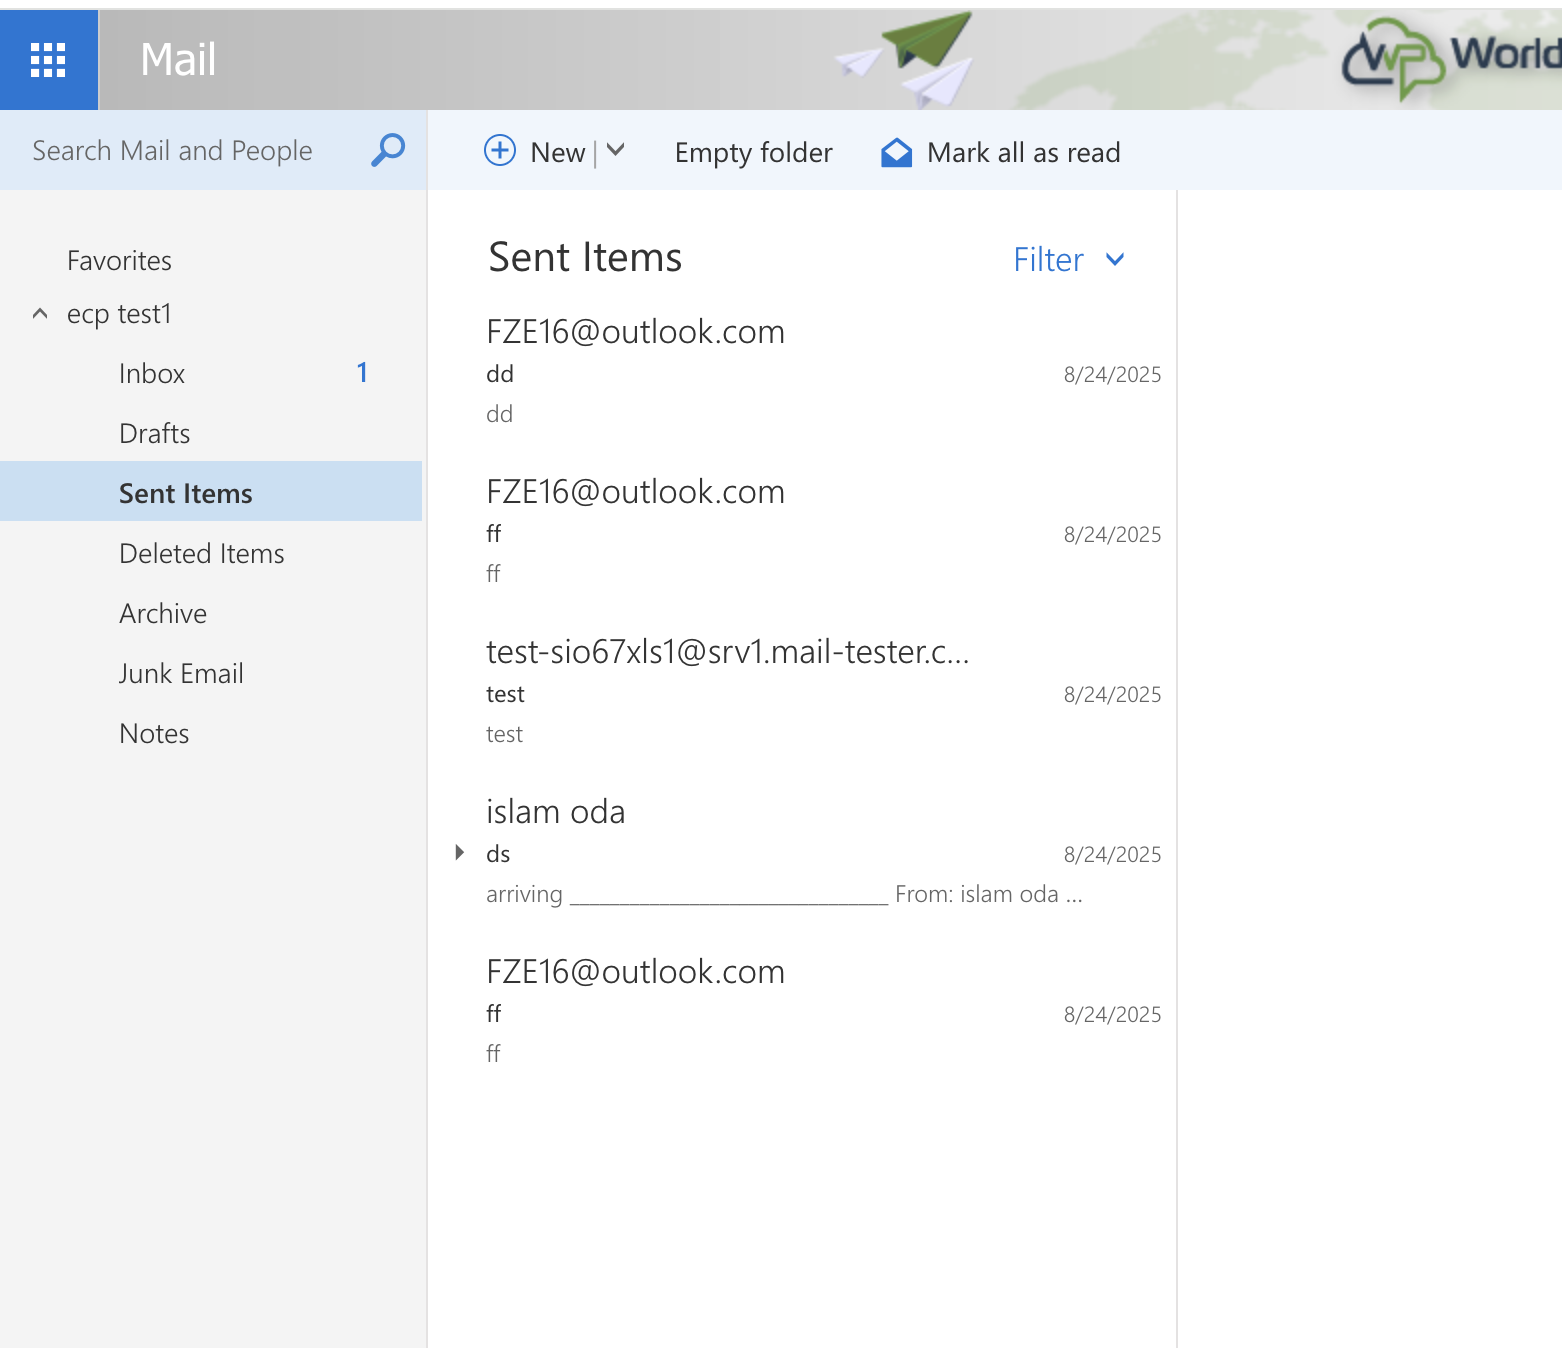 Mail
World
Search Mail and People
New
Empty folder
Mark all as read
Favorites
ecp test1
Inbox 1
Drafts
Sent Items
Deleted Items
Archive
Junk Email
Notes
Sent Items
Filter
FZE16@outlook.com
dd 8/24/2025
dd
FZE16@outlook.com
ff 8/24/2025
ff
test-sio67xls1@srv1.mail-tester.c...
test 8/24/2025
test
islam oda
ds 8/24/2025
arriving ________________________________ From: islam oda ...
FZE16@outlook.com
ff 8/24/2025
ff